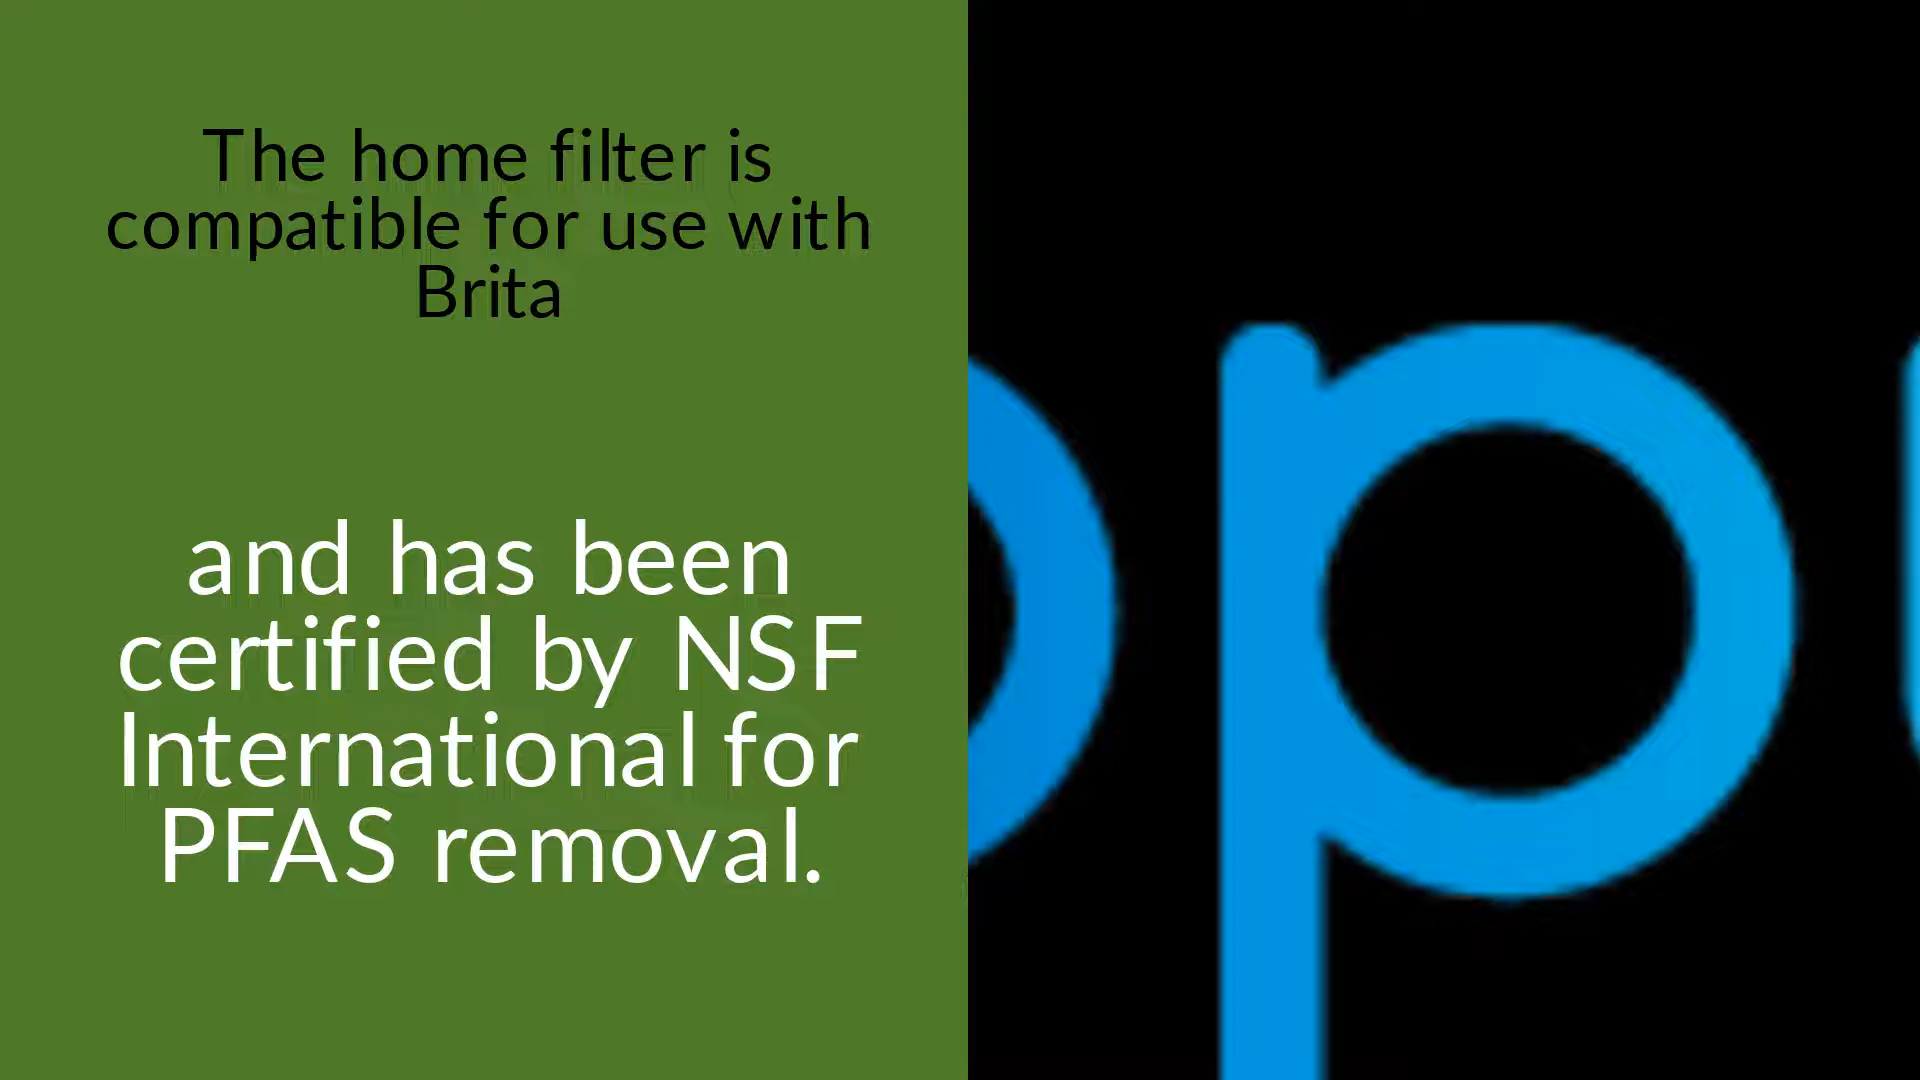 The home filter is
compatible for use with
Brita
and has been
certified by NSF
International for
PFAS removal.
p